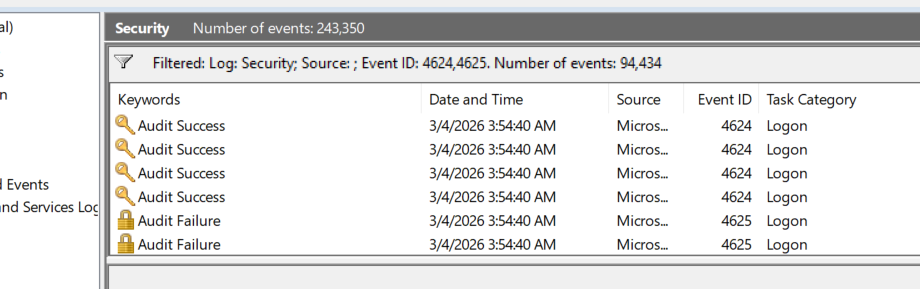 al)
s
n
d Events
and Services Log
Security Number of events: 243,350
Filtered: Log: Security; Source: ; Event ID: 4624,4625. Number of events: 94,434
Keywords Date and Time Source Event ID Task Category
Audit Success 3/4/2026 3:54:40 AM Micros... 4624 Logon
Audit Success 3/4/2026 3:54:40 AM Micros... 4624 Logon
Audit Success 3/4/2026 3:54:40 AM Micros... 4624 Logon
Audit Success 3/4/2026 3:54:40 AM Micros... 4624 Logon
Audit Failure 3/4/2026 3:54:40 AM Micros... 4625 Logon
Audit Failure 3/4/2026 3:54:40 AM Micros... 4625 Logon